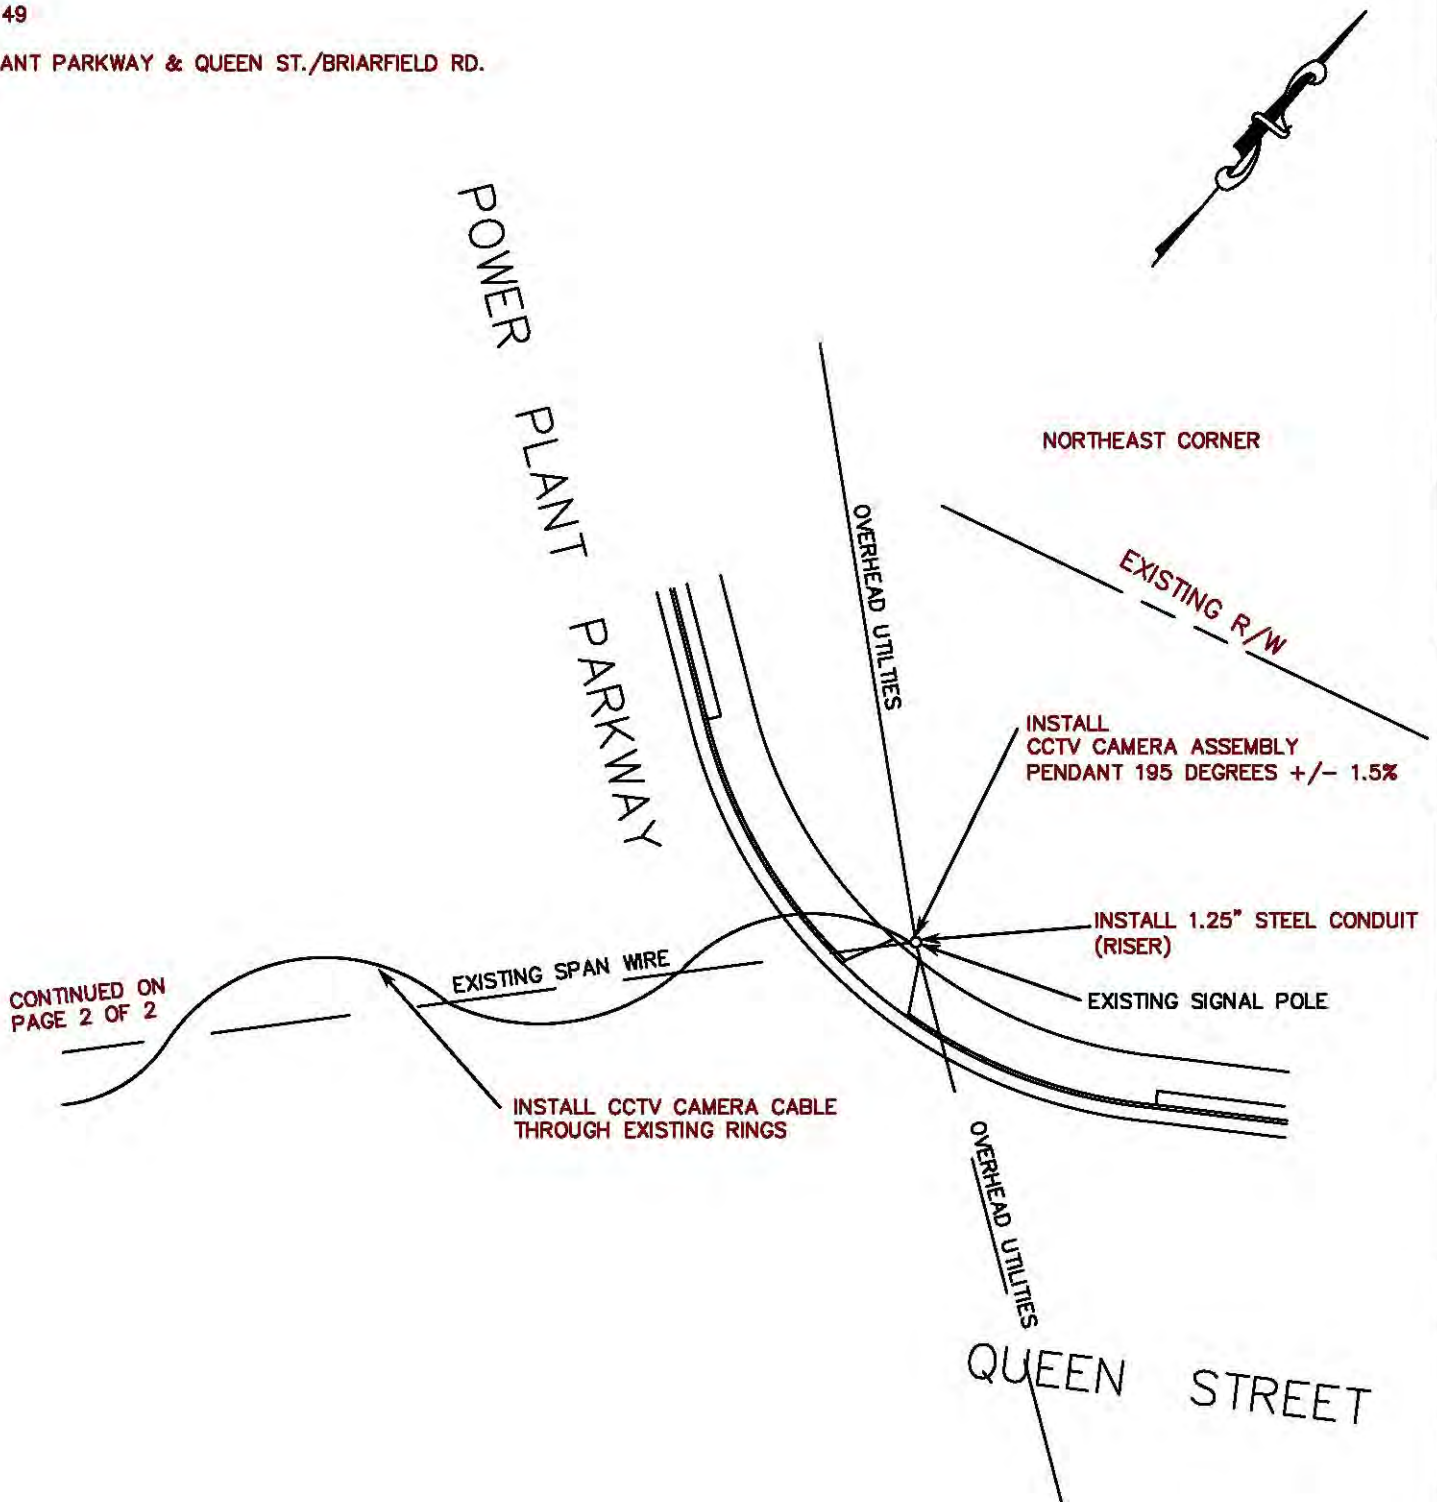 49
ANT PARKWAY & QUEEN ST./BRIARFIELD RD.
POWER PLANT PARKWAY
NORTHEAST CORNER
OVERHEAD UTILTIES
EXISTING R/W
INSTALL
CCTV CAMERA ASSEMBLY
PENDANT 195 DEGREES +/- 1.5%
INSTALL 1.25" STEEL CONDUIT
(RISER)
EXISTING SPAN WIRE
CONTINUED ON
PAGE 2 OF 2
EXISTING SIGNAL POLE
INSTALL CCTV CAMERA CABLE
THROUGH EXISTING RINGS
OVERHEAD UTILITIES
QUEEN STREET